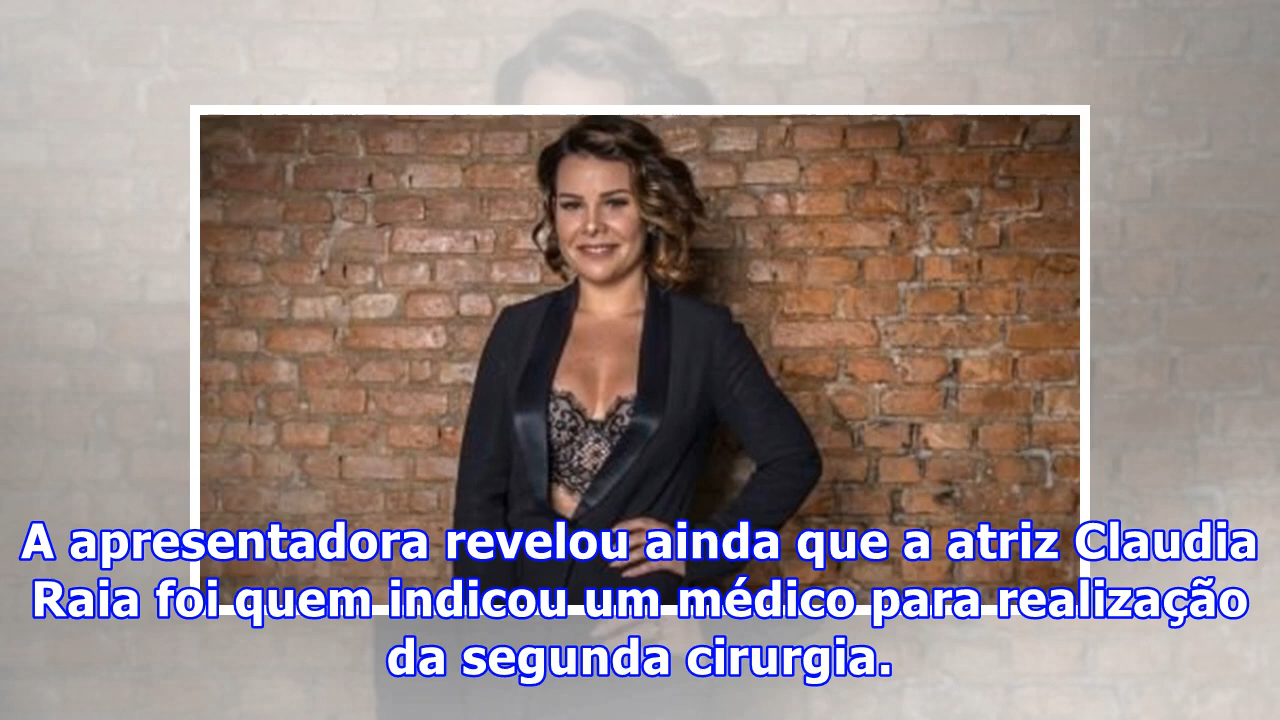 A apresentadora revelou ainda que a atriz Claudia
Raia foi quem indicou um médico para realização
da segunda cirurgia.